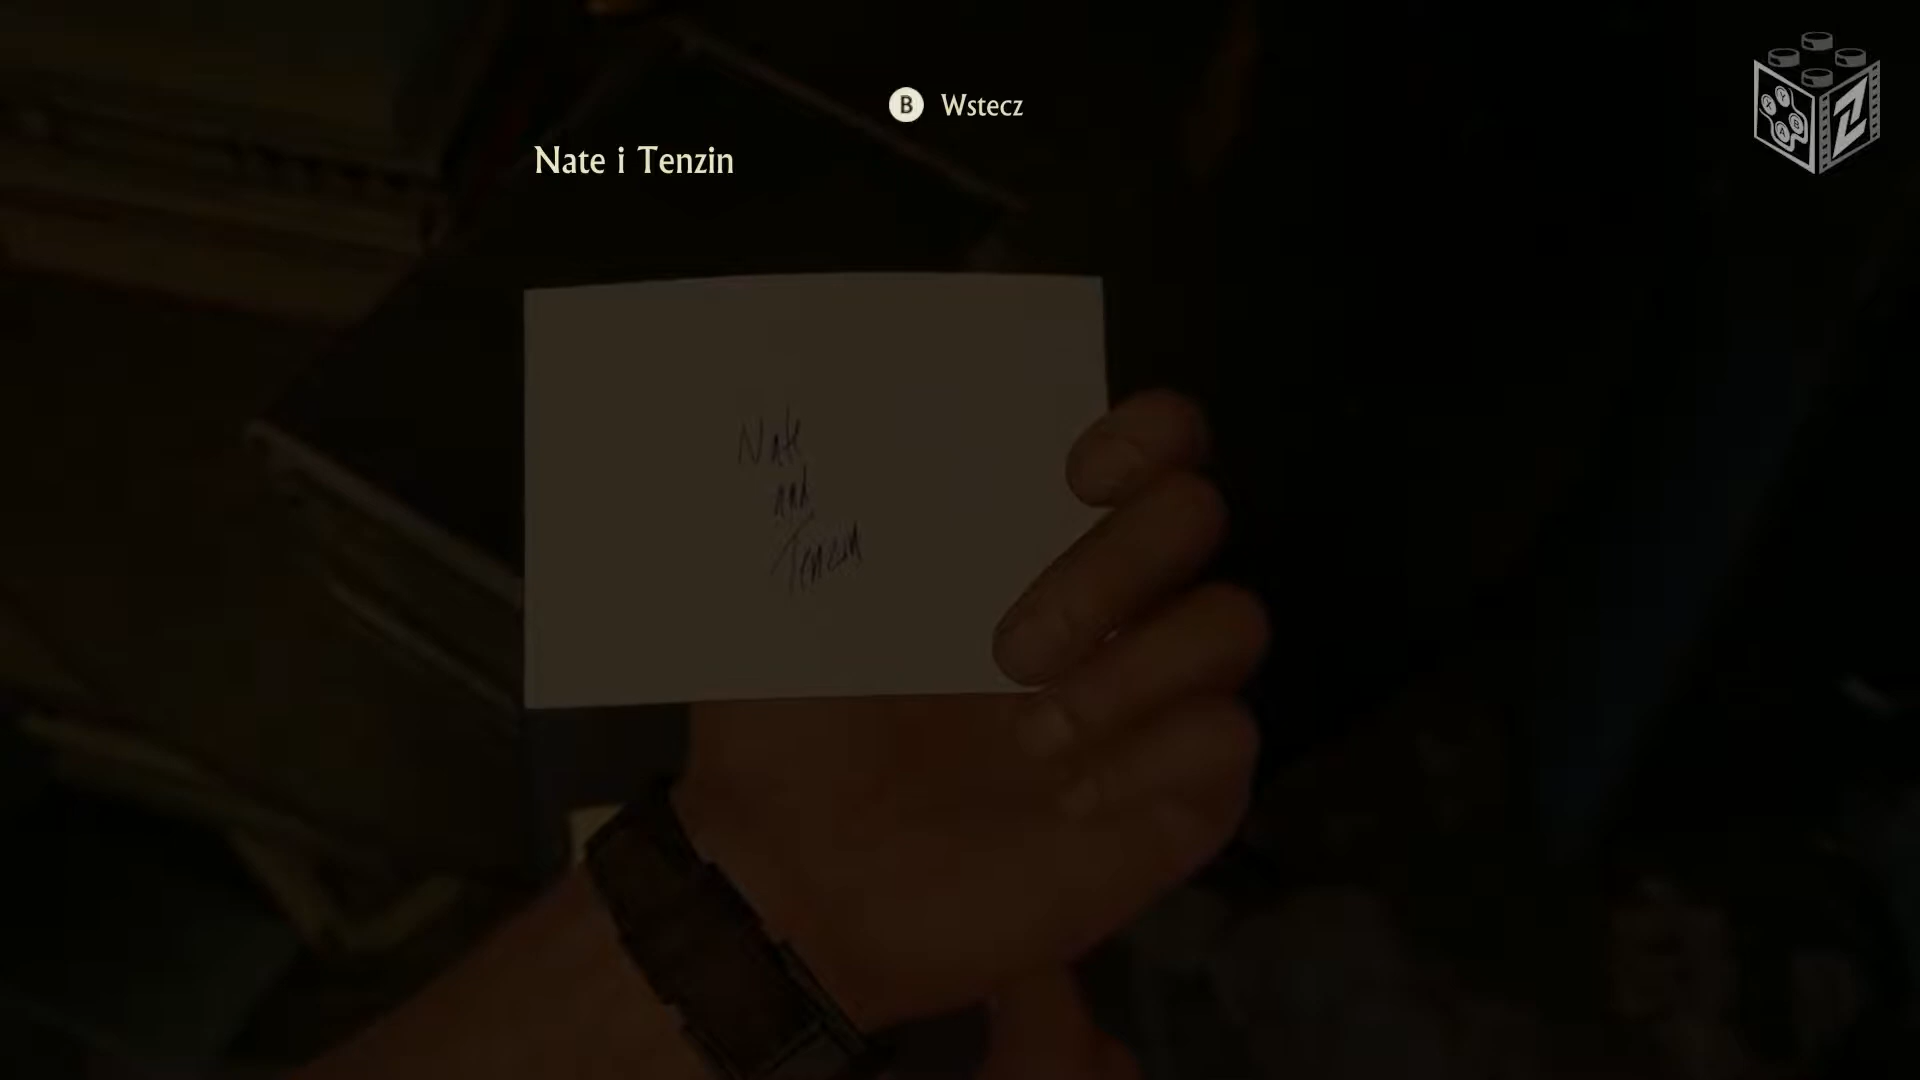 B Wstecz
Nate i Tenzin
Nate
and
Tenzin
X Y B A Z